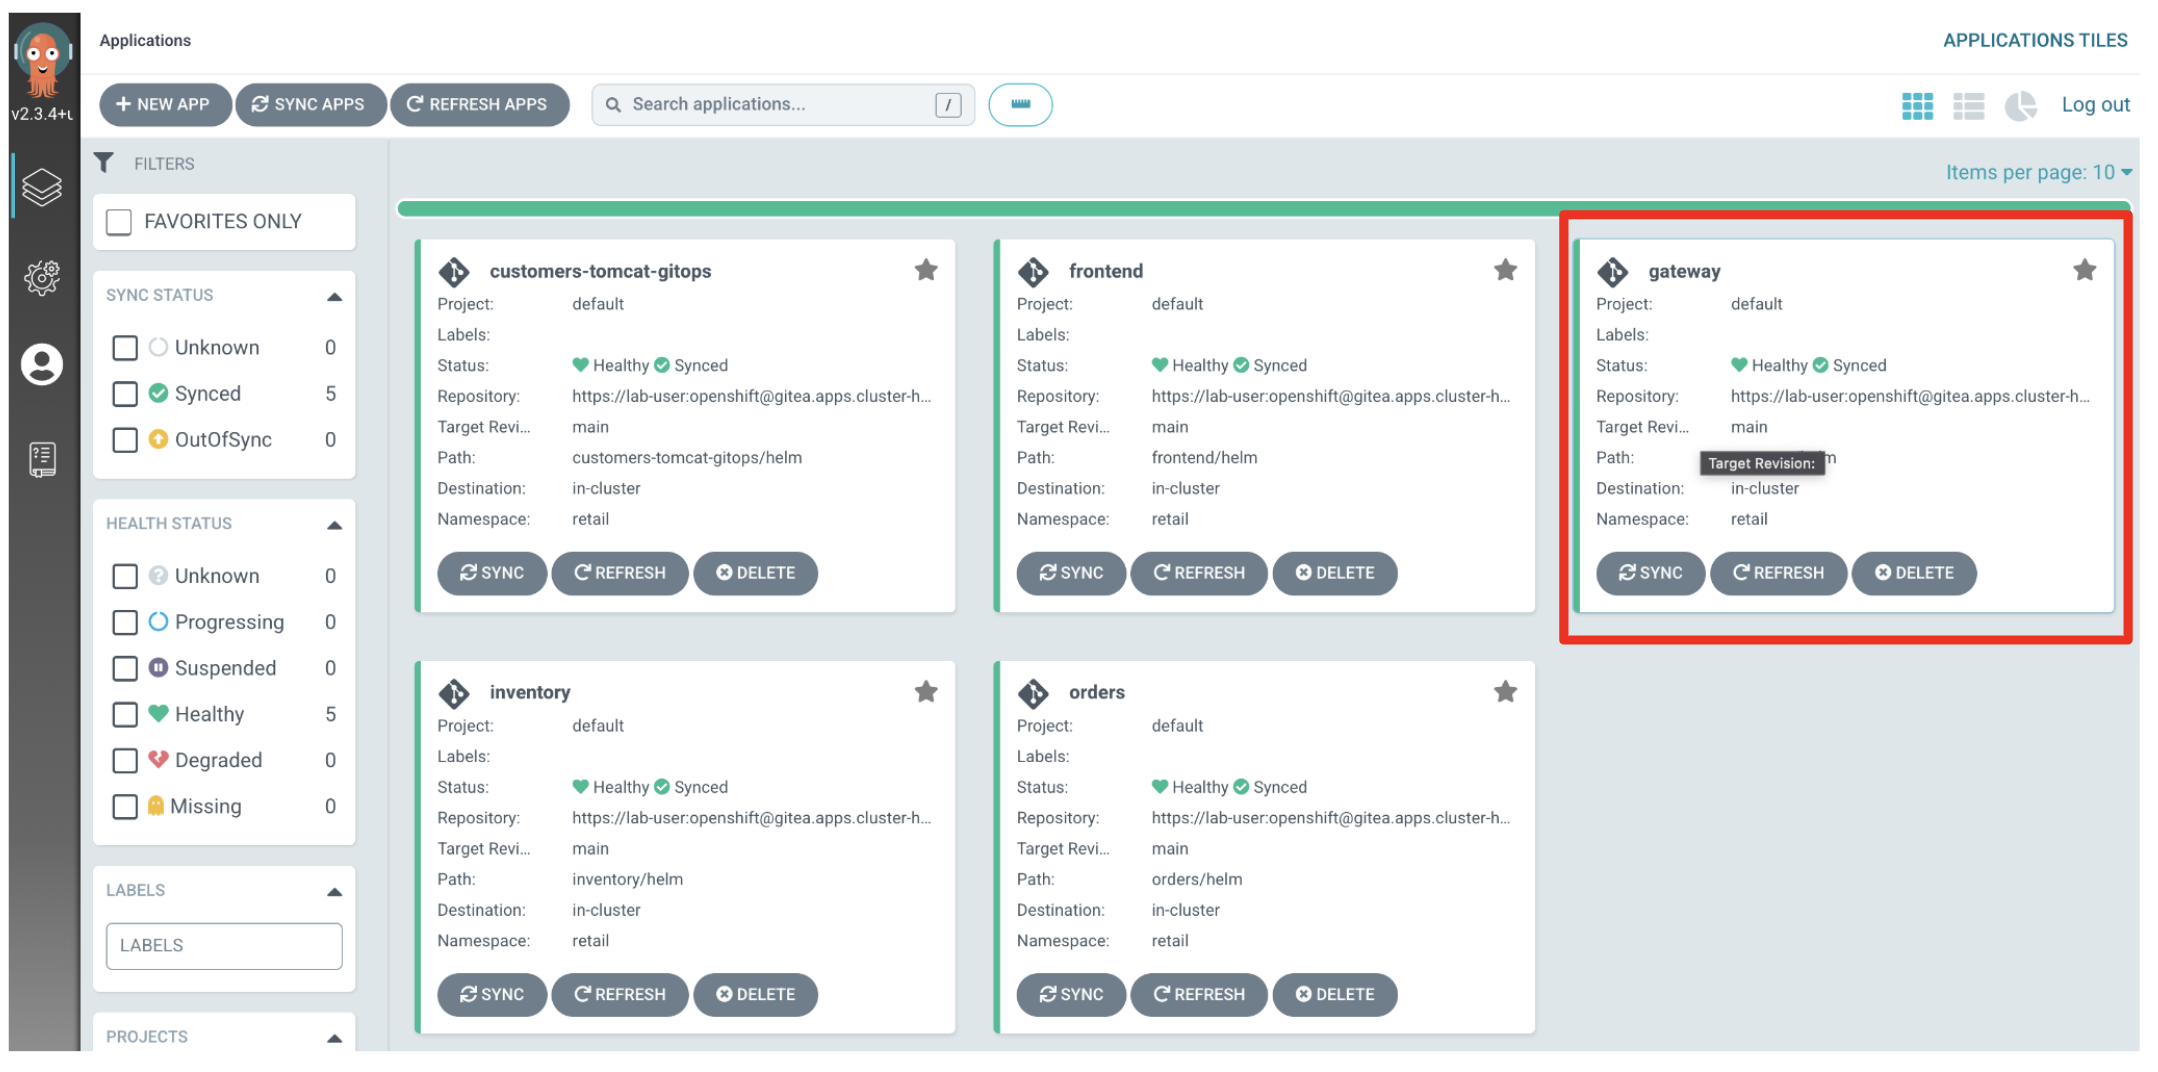 Applications
APPLICATIONS TILES
v2.3.4+
NEW APP
SYNC APPS
REFRESH APPS
Search applications...
/
Log out
FILTERS
Items per page: 10
FAVORITES ONLY
SYNC STATUS
Unknown 0
Synced 5
OutOfSync 0
HEALTH STATUS
Unknown 0
Progressing 0
Suspended 0
Healthy 5
Degraded 0
Missing 0
LABELS
LABELS
PROJECTS
customers-tomcat-gitops
Project: default
Labels:
Status: Healthy Synced
Repository: https://lab-user:openshift@gitea.apps.cluster-h...
Target Revi... main
Path: customers-tomcat-gitops/helm
Destination: in-cluster
Namespace: retail
SYNC REFRESH DELETE
frontend
Project: default
Labels:
Status: Healthy Synced
Repository: https://lab-user:openshift@gitea.apps.cluster-h...
Target Revi... main
Path: frontend/helm
Destination: in-cluster
Namespace: retail
SYNC REFRESH DELETE
gateway
Project: default
Labels:
Status: Healthy Synced
Repository: https://lab-user:openshift@gitea.apps.cluster-h...
Target Revi... main
Path:
Target Revision:
Destination: in-cluster
Namespace: retail
SYNC REFRESH DELETE
inventory
Project: default
Labels:
Status: Healthy Synced
Repository: https://lab-user:openshift@gitea.apps.cluster-h...
Target Revi... main
Path: inventory/helm
Destination: in-cluster
Namespace: retail
SYNC REFRESH DELETE
orders
Project: default
Labels:
Status: Healthy Synced
Repository: https://lab-user:openshift@gitea.apps.cluster-h...
Target Revi... main
Path: orders/helm
Destination: in-cluster
Namespace: retail
SYNC REFRESH DELETE